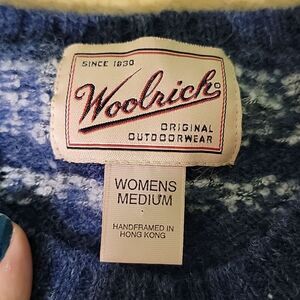 SINCE 1830
Woolrich®
ORIGINAL
OUTDOORWEAR
WOMENS
MEDIUM
HANDFRAMED IN
HONG KONG